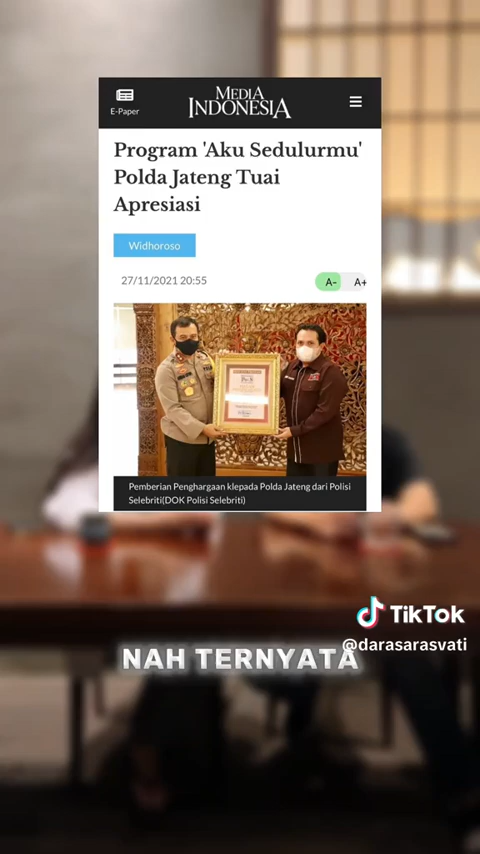 E-Paper
MEDIA
INDONESIA
Program 'Aku Sedulurmu'
Polda Jateng Tuai
Apresiasi
Widhoroso
27/11/2021 20:55
A- A+
Pemberian Penghargaan klepada Polda Jateng dari Polisi
Selebriti(DOK Polisi Selebriti)
TikTok
@darasarasvati
NAH TERNYATA